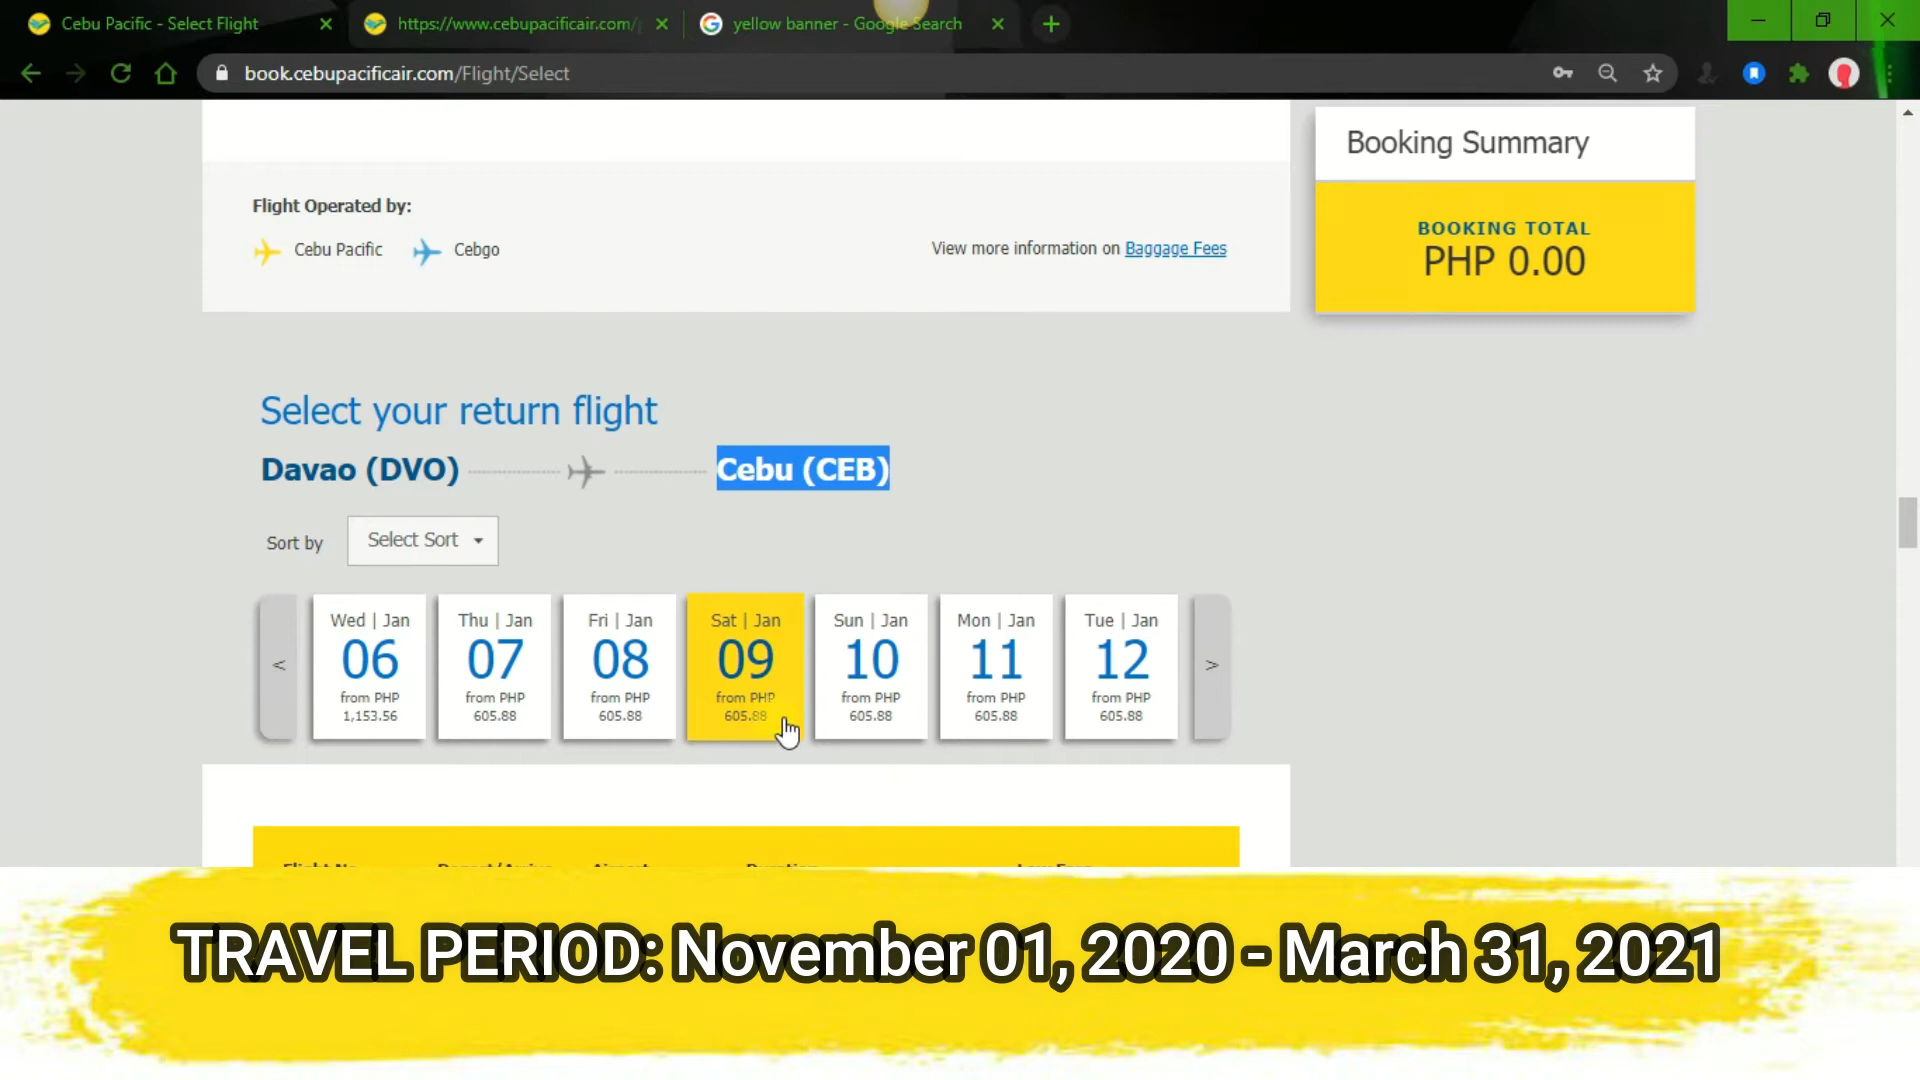 Cebu Pacific - Select Flight
https://www.cebupacificair.com/
yellow banner - Google Search
book.cebupacificair.com/Flight/Select
Booking Summary
BOOKING TOTAL
PHP 0.00
Flight Operated by:
Cebu Pacific
Cebgo
View more information on Baggage Fees
Select your return flight
Davao (DVO)
Cebu (CEB)
Sort by
Select Sort
<
Wed | Jan
06
from PHP
1,153.56
Thu | Jan
07
from PHP
605.88
Fri | Jan
08
from PHP
605.88
Sat | Jan
09
from PHP
605.88
Sun | Jan
10
from PHP
605.88
Mon | Jan
11
from PHP
605.88
Tue | Jan
12
from PHP
605.88
>
TRAVEL PERIOD: November 01, 2020 - March 31, 2021